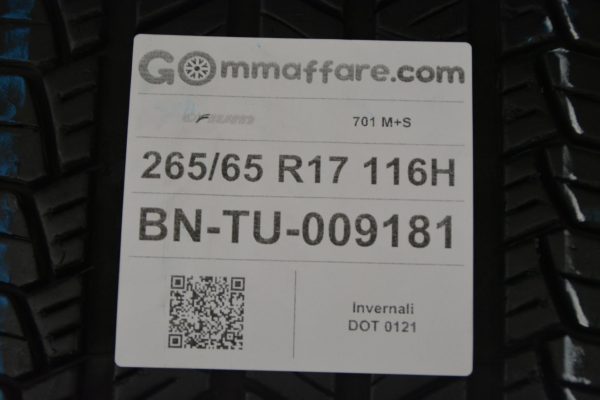 GOmmaffare.com
701 M+S
265/65 R17 116H
BN-TU-009181
Invernali
DOT 0121